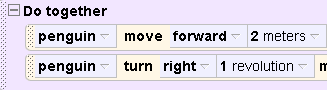 Do together
penguin move forward 2 meters
penguin turn right 1 revolution